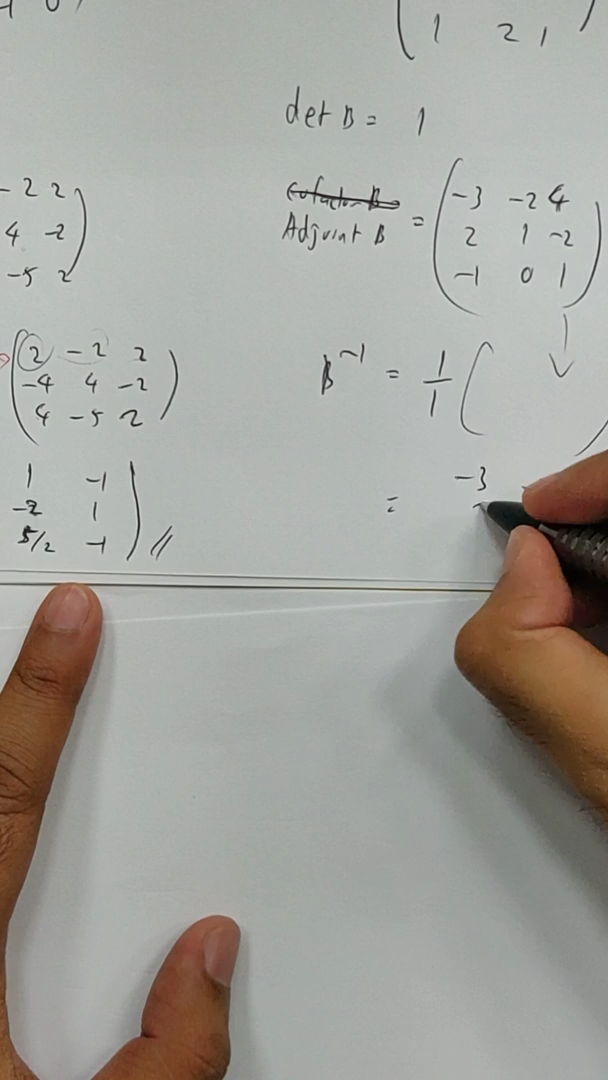 1 2 1
det B = 1
Adjoint B = -3 -2 4
2 1 -2
-1 0 1
B⁻¹ = 1/1 ( )
= -3
- 2 2
4 -2
-5 2
2 -2 2
-4 4 -2
4 -5 2
1 -1
-2 1
5/2 -1 //